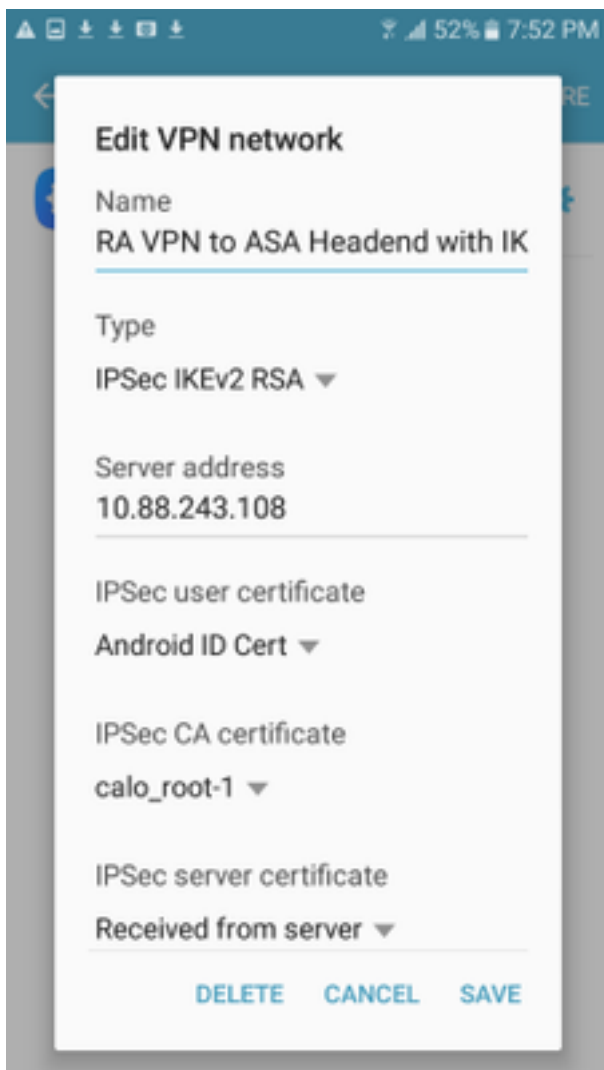 52% 7:52 PM
RE
Edit VPN network
Name
RA VPN to ASA Headend with IK
Type
IPSec IKEv2 RSA
Server address
10.88.243.108
IPSec user certificate
Android ID Cert
IPSec CA certificate
calo_root-1
IPSec server certificate
Received from server
DELETE CANCEL SAVE